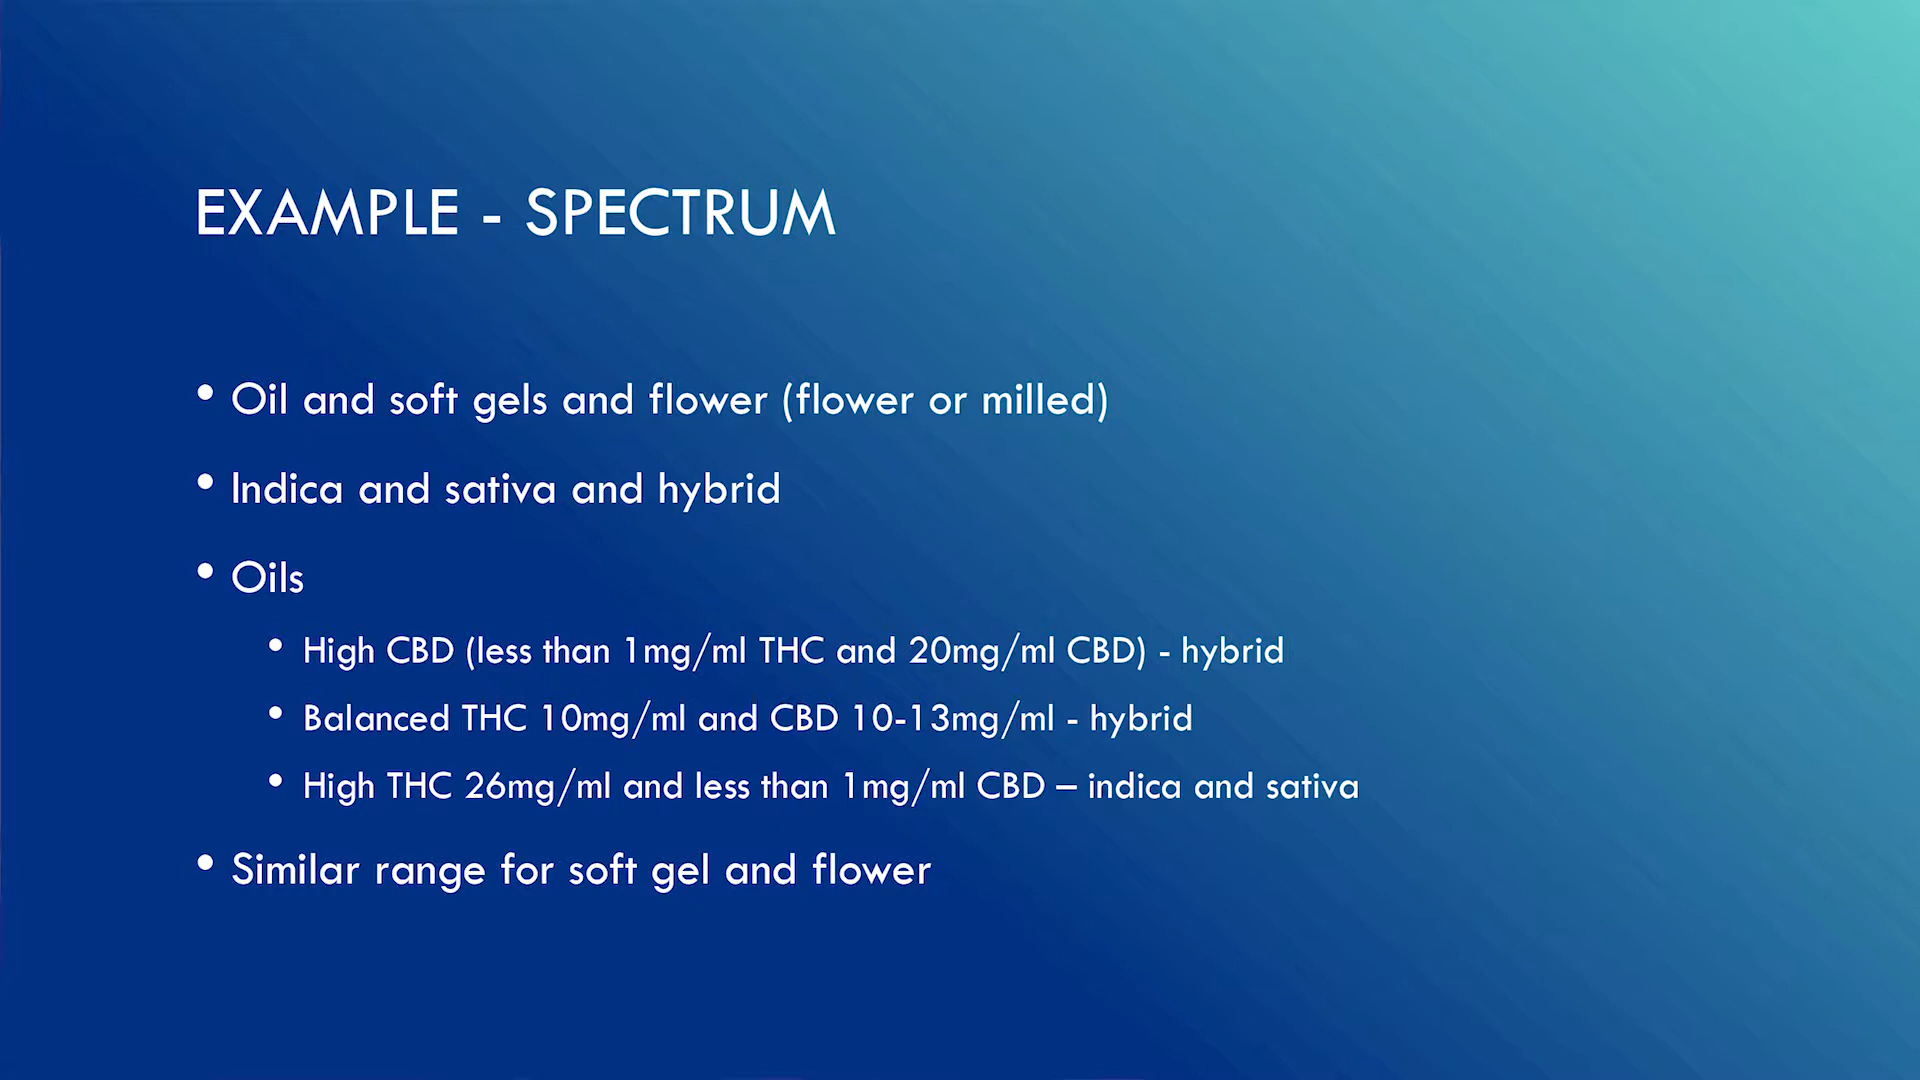 EXAMPLE - SPECTRUM
• Oil and soft gels and flower (flower or milled)
• Indica and sativa and hybrid
• Oils
• High CBD (less than 1mg/ml THC and 20mg/ml CBD) - hybrid
• Balanced THC 10mg/ml and CBD 10-13mg/ml - hybrid
• High THC 26mg/ml and less than 1mg/ml CBD – indica and sativa
• Similar range for soft gel and flower